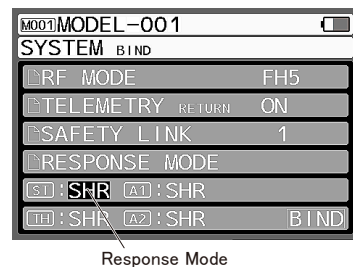 M001 MODEL-001
SYSTEM BIND
RF MODE FH5
TELEMETRY RETURN ON
SAFETY LINK 1
RESPONSE MODE
ST : SHR A1 : SHR
TH : SHR A2 : SHR BIND
Response Mode